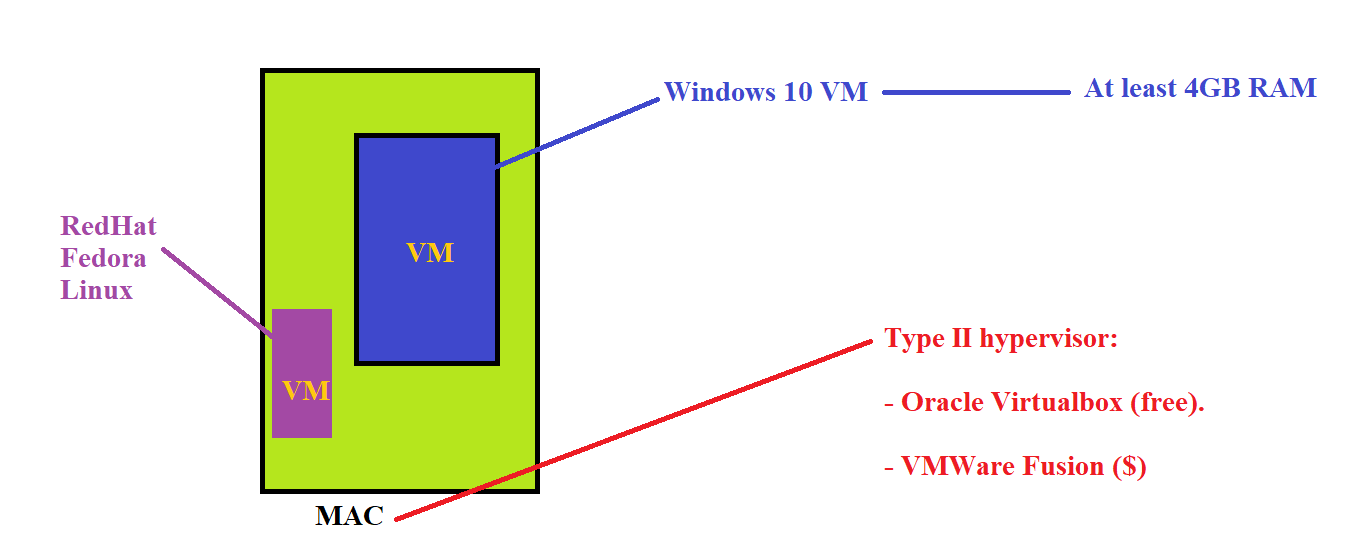 Windows 10 VM
At least 4GB RAM
RedHat
Fedora
Linux
VM
VM
Type II hypervisor:
- Oracle Virtualbox (free).
- VMWare Fusion ($)
MAC